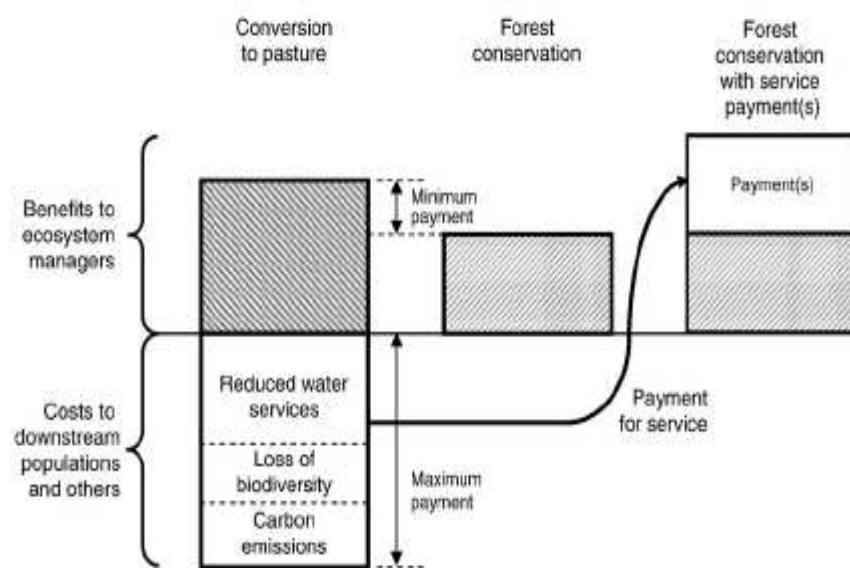 Conversion
to pasture
Forest
conservation
Forest
conservation
with service
payment(s)
Benefits to
ecosystem
managers
Minimum
payment
Payment(s)
Costs to
downstream
populations
and others
Reduced water
services
Loss of
biodiversity
Carbon
emissions
Maximum
payment
Payment
for service